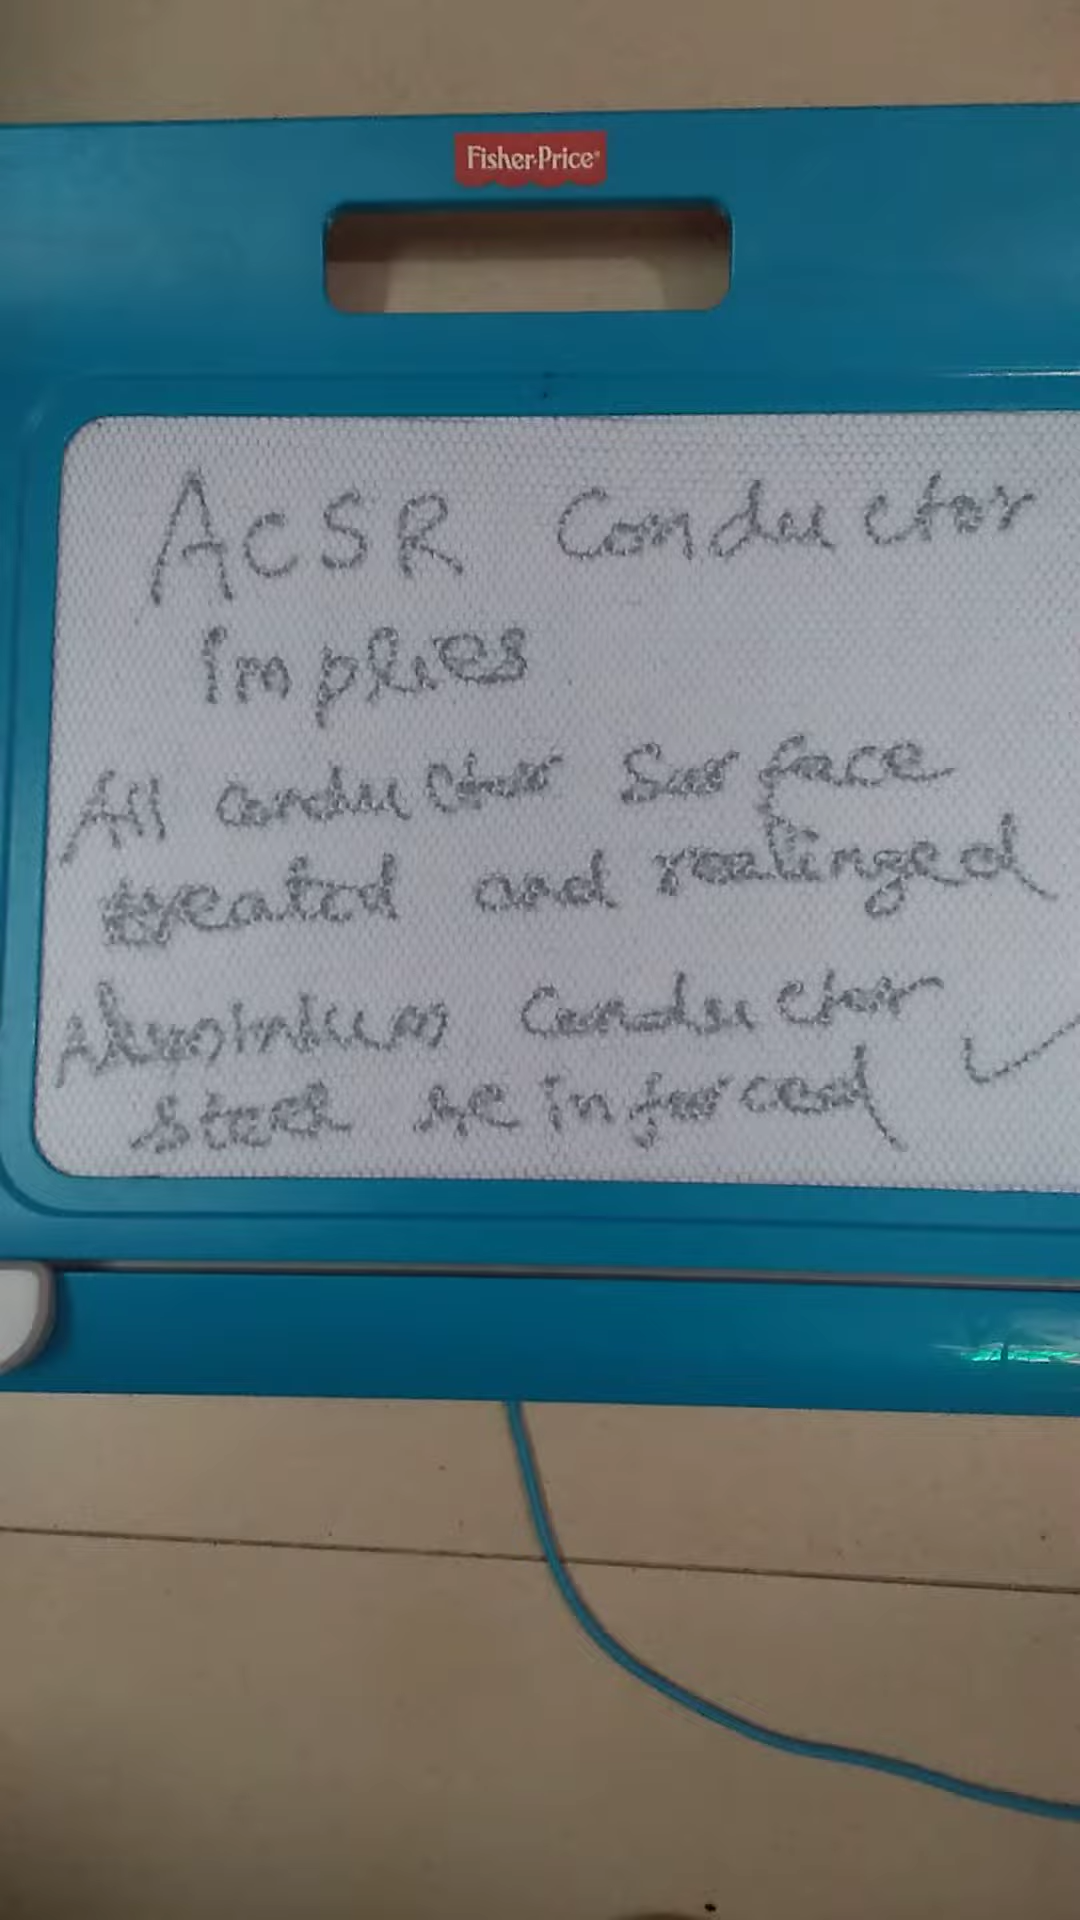 Fisher-Price
ACSR Conductor
Implies
All conductor Surface
treated and realinged
Aluminium Conductor
steel reinforced ✓